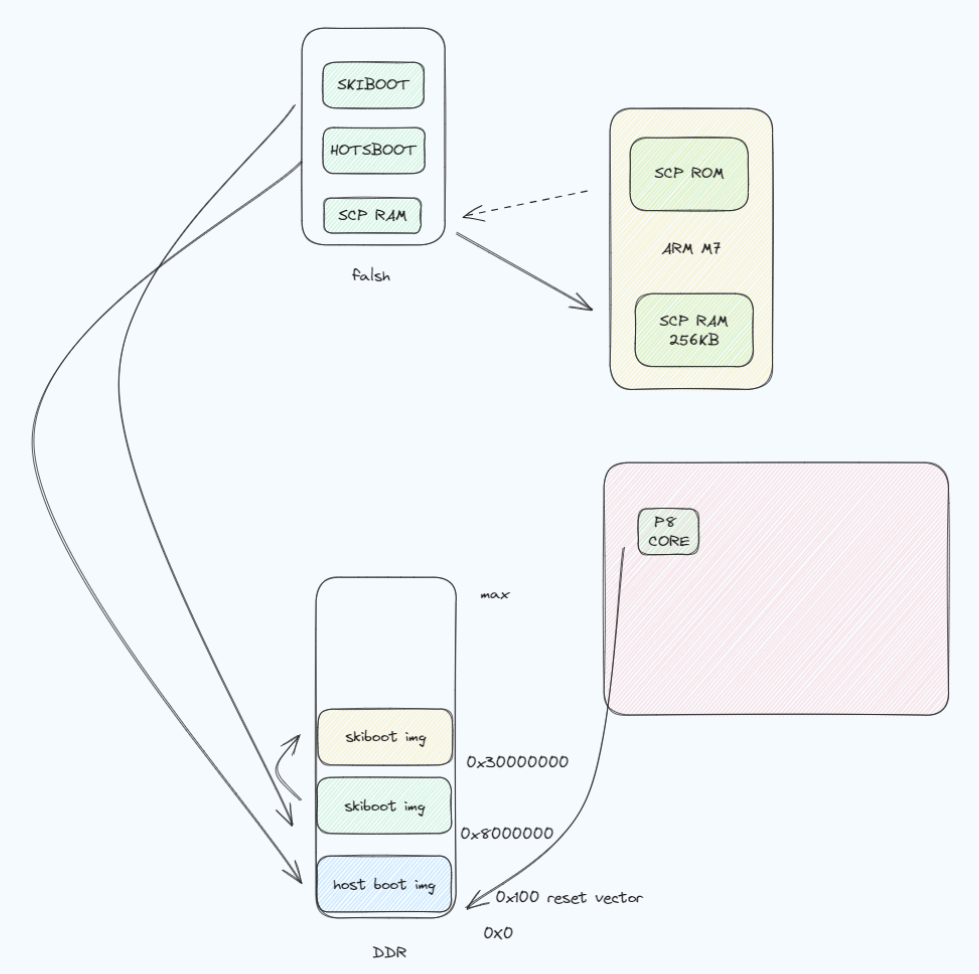 SKIBOOT
HOTSBOOT
SCP RAM
falsh
SCP ROM
ARM M7
SCP RAM
256KB
P8
CORE
max
skiboot img
0x30000000
skiboot img
0x8000000
host boot img
0x100 reset vector
0x0
DDR